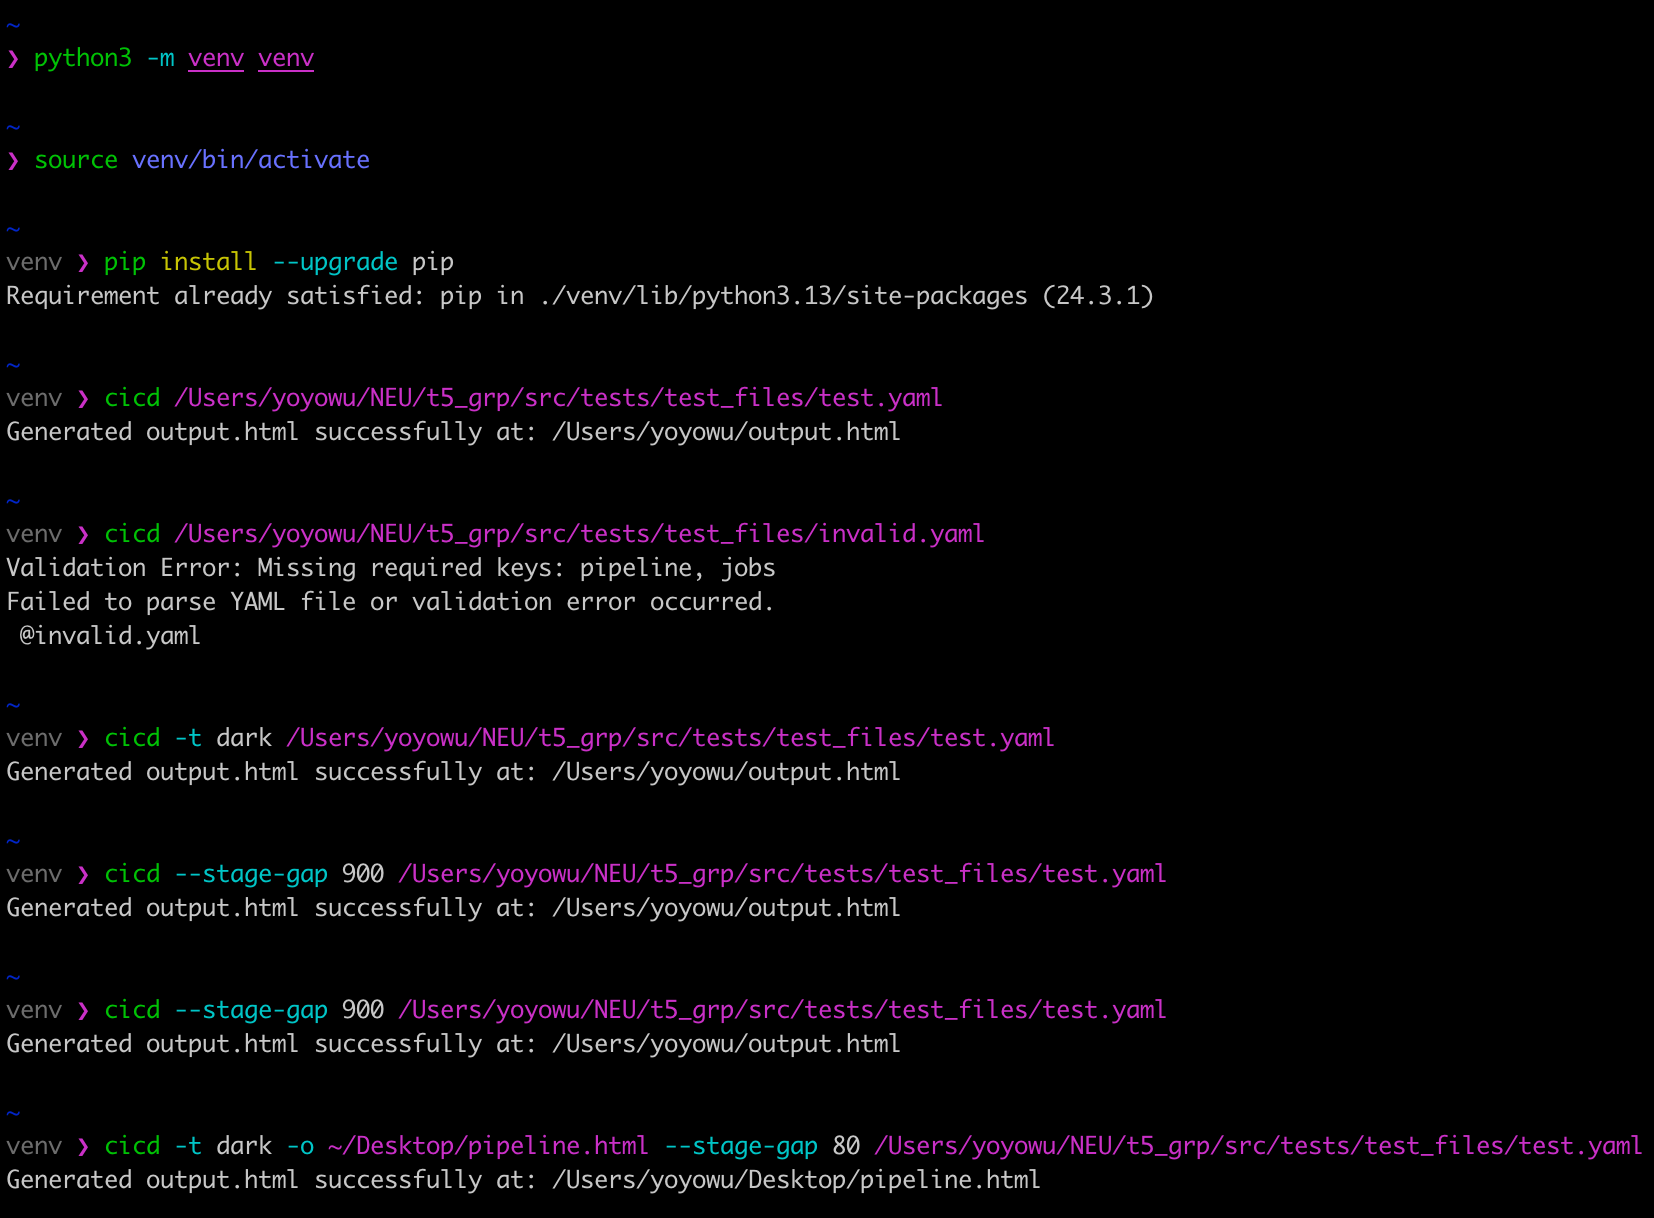 ~
❯ python3 -m venv venv
~
❯ source venv/bin/activate
~
venv ❯ pip install --upgrade pip
Requirement already satisfied: pip in ./venv/lib/python3.13/site-packages (24.3.1)
~
venv ❯ cicd /Users/yoyowu/NEU/t5_grp/src/tests/test_files/test.yaml
Generated output.html successfully at: /Users/yoyowu/output.html
~
venv ❯ cicd /Users/yoyowu/NEU/t5_grp/src/tests/test_files/invalid.yaml
Validation Error: Missing required keys: pipeline, jobs
Failed to parse YAML file or validation error occurred.
 @invalid.yaml
~
venv ❯ cicd -t dark /Users/yoyowu/NEU/t5_grp/src/tests/test_files/test.yaml
Generated output.html successfully at: /Users/yoyowu/output.html
~
venv ❯ cicd --stage-gap 900 /Users/yoyowu/NEU/t5_grp/src/tests/test_files/test.yaml
Generated output.html successfully at: /Users/yoyowu/output.html
~
venv ❯ cicd --stage-gap 900 /Users/yoyowu/NEU/t5_grp/src/tests/test_files/test.yaml
Generated output.html successfully at: /Users/yoyowu/output.html
~
venv ❯ cicd -t dark -o ~/Desktop/pipeline.html --stage-gap 80 /Users/yoyowu/NEU/t5_grp/src/tests/test_files/test.yaml
Generated output.html successfully at: /Users/yoyowu/Desktop/pipeline.html